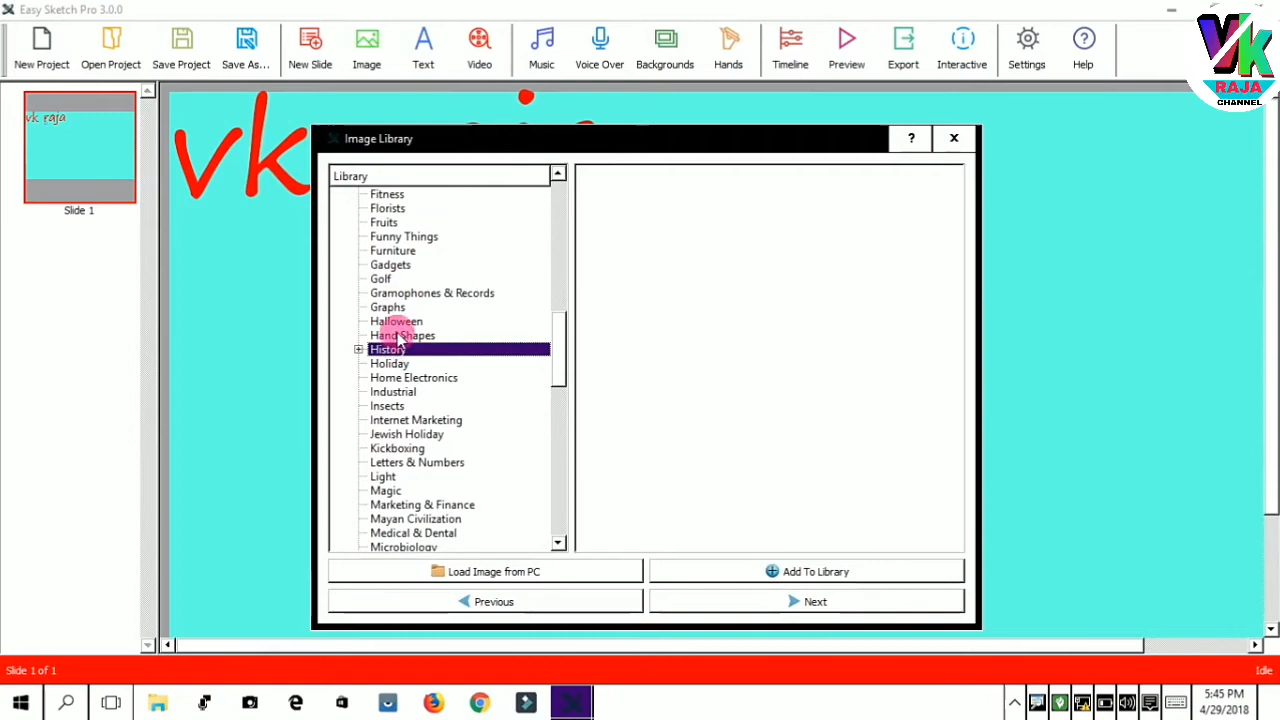 Easy Sketch Pro 3.0.0
New Project
Open Project
Save Project
Save As...
New Slide
Image
Text
Video
Music
Voice Over
Backgrounds
Hands
Timeline
Preview
Export
Interactive
Settings
Help
VK
RAJA
CHANNEL
vk raja
Slide 1
vk
Image Library
?
X
Library
Fitness
Florists
Fruits
Funny Things
Furniture
Gadgets
Golf
Gramophones & Records
Graphs
Halloween
Hand Shapes
History
Holiday
Home Electronics
Industrial
Insects
Internet Marketing
Jewish Holiday
Kickboxing
Letters & Numbers
Light
Magic
Marketing & Finance
Mayan Civilization
Medical & Dental
Microbiology
Load Image from PC
Add To Library
Previous
Next
Slide 1 of 1
Idle
5:45 PM
4/29/2018